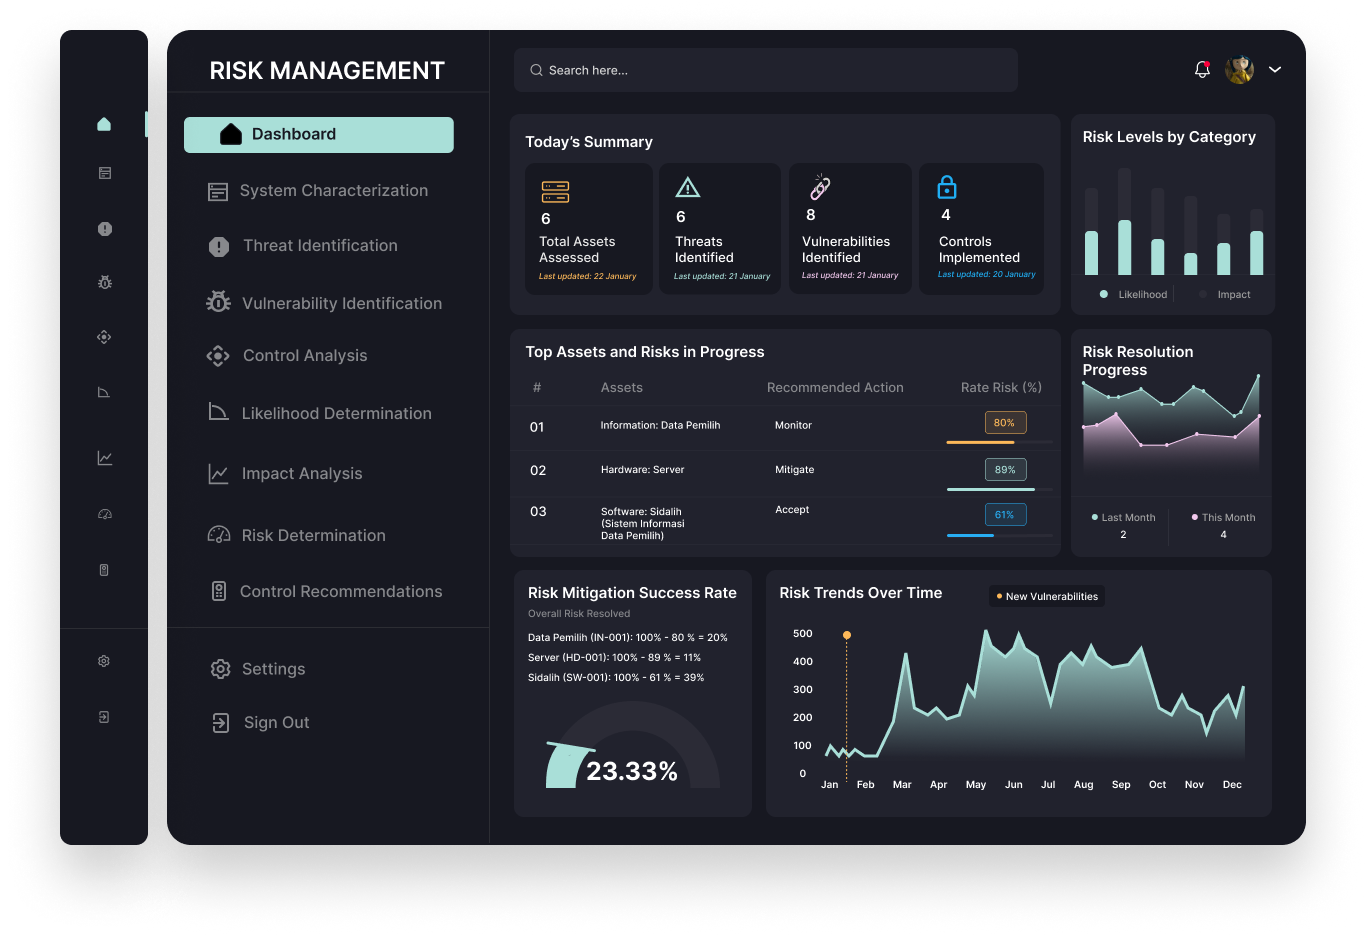 RISK MANAGEMENT
Dashboard
System Characterization
Threat Identification
Vulnerability Identification
Control Analysis
Likelihood Determination
Impact Analysis
Risk Determination
Control Recommendations
Settings
Sign Out
Search here...
Today’s Summary
6
Total Assets
Assessed
Last updated: 22 January
6
Threats
Identified
Last updated: 21 January
8
Vulnerabilities
Identified
Last updated: 21 January
4
Controls
Implemented
Last updated: 20 January
Risk Levels by Category
Likelihood Impact
Top Assets and Risks in Progress
# Assets Recommended Action Rate Risk (%)
01 Information: Data Pemilih Monitor 80%
02 Hardware: Server Mitigate 89%
03 Software: Sidalih
(Sistem Informasi
Data Pemilih)
Accept 61%
Risk Resolution
Progress
Last Month This Month
2 4
Risk Mitigation Success Rate
Overall Risk Resolved
Data Pemilih (IN-001): 100% - 80 % = 20%
Server (HD-001): 100% - 89 % = 11%
Sidalih (SW-001): 100% - 61 % = 39%
23.33%
Risk Trends Over Time
New Vulnerabilities
500
400
300
200
100
0
Jan Feb Mar Apr May Jun Jul Aug Sep Oct Nov Dec